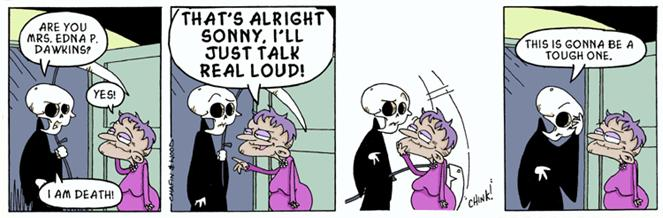 ARE YOU
MRS. EDNA P.
DAWKINS?
YES!
I AM DEATH!
THAT'S ALRIGHT
SONNY, I'LL
JUST TALK
REAL LOUD!
"CHINK!"
THIS IS GONNA BE A
TOUGH ONE.